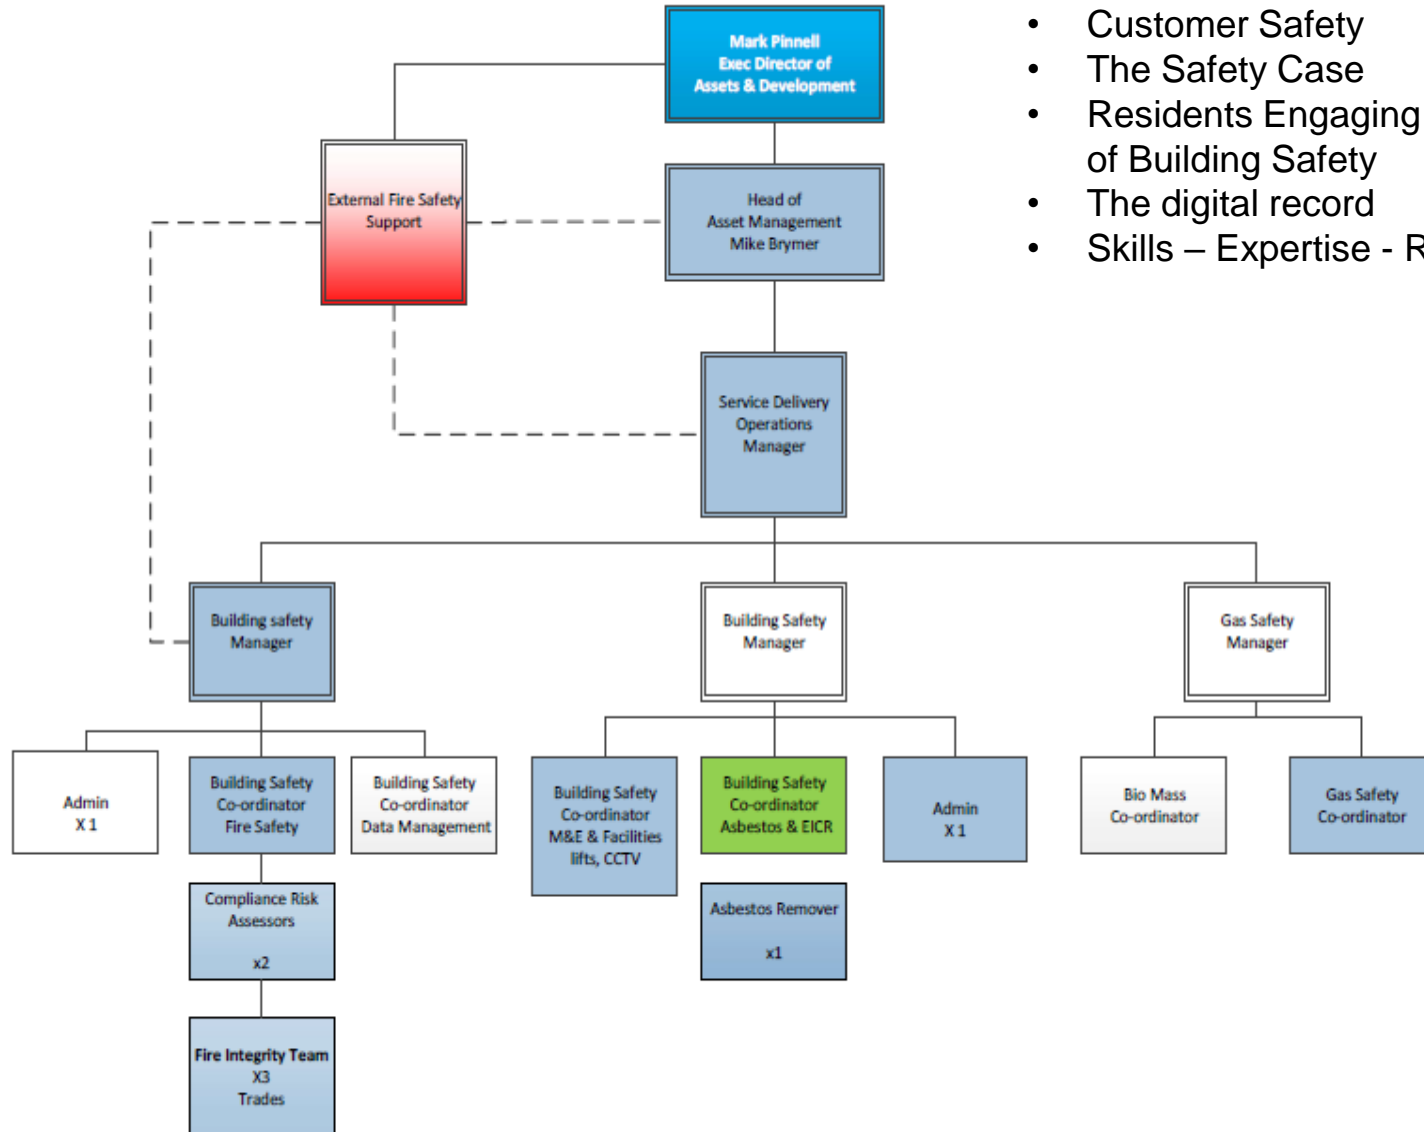 • Customer Safety
• The Safety Case
• Residents Engaging
of Building Safety
• The digital record
• Skills – Expertise - R
Mark Pinnell
Exec Director of
Assets & Development
External Fire Safety
Support
Head of
Asset Management
Mike Brymer
Service Delivery
Operations
Manager
Building safety
Manager
Building Safety
Manager
Gas Safety
Manager
Admin
X 1
Building Safety
Co-ordinator
Fire Safety
Building Safety
Co-ordinator
Data Management
Building Safety
Co-ordinator
M&E & Facilities
lifts, CCTV
Building Safety
Co-ordinator
Asbestos & EICR
Admin
X 1
Bio Mass
Co-ordinator
Gas Safety
Co-ordinator
Compliance Risk
Assessors
x2
Asbestos Remover
x1
Fire Integrity Team
X3
Trades